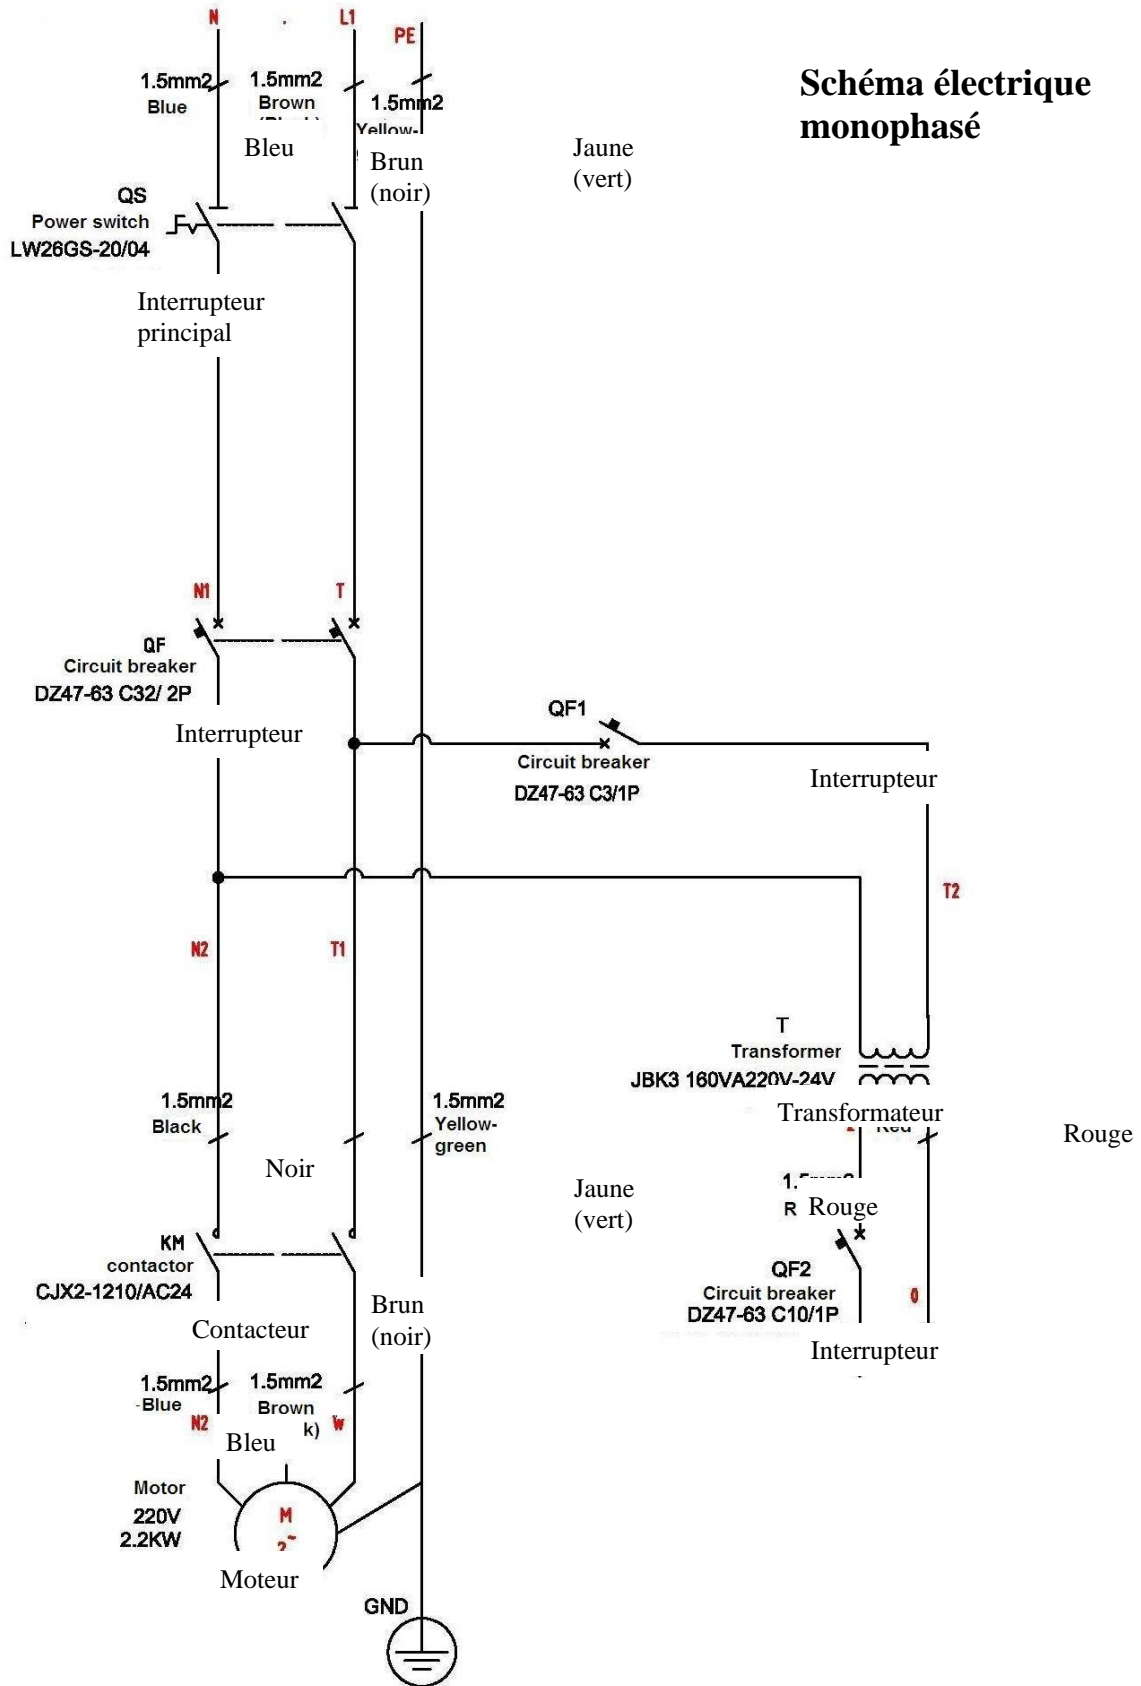 N
L1
PE
Schéma électrique
monophasé
1.5mm2
Blue
1.5mm2
Brown
1.5mm2
Yellow-
Bleu
Brun
(noir)
Jaune
(vert)
QS
Power switch
LW26GS-20/04
Interrupteur
principal
N1
T
QF
Circuit breaker
DZ47-63 C32/ 2P
Interrupteur
QF1
Circuit breaker
DZ47-63 C3/1P
Interrupteur
T2
N2
T1
T
Transformer
JBK3 160VA220V-24V
Transformateur
Red
Rouge
1.5mm2
Black
1.5mm2
Yellow-
green
Noir
Jaune
(vert)
1.5mm2
R
Rouge
KM
contactor
CJX2-1210/AC24
Contacteur
QF2
Circuit breaker
DZ47-63 C10/1P
0
Interrupteur
Brun
(noir)
1.5mm2
Blue
1.5mm2
Brown
k)
N2
W
Bleu
Motor
220V
2.2KW
M
Moteur
GND